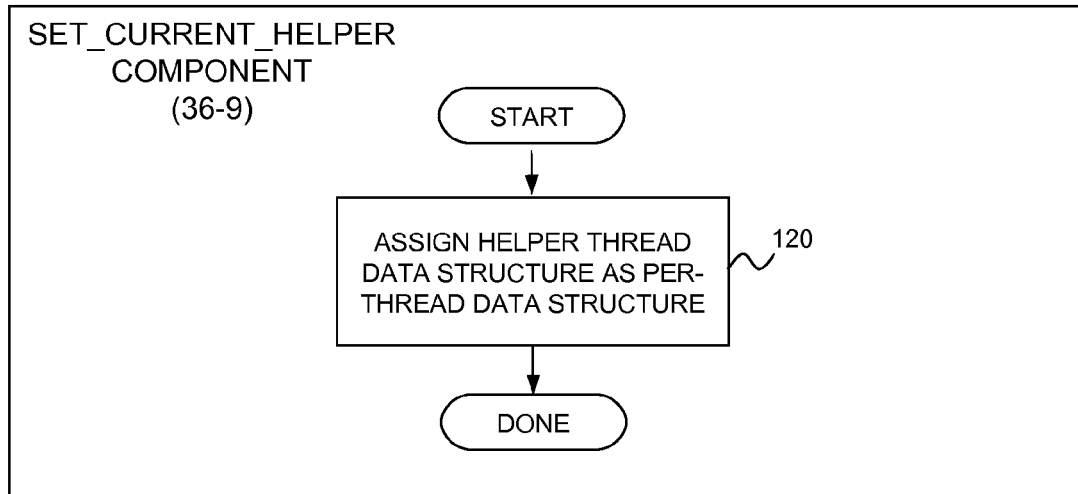 SET_CURRENT_HELPER
COMPONENT
(36-9)
START
ASSIGN HELPER THREAD
DATA STRUCTURE AS PER-
THREAD DATA STRUCTURE
120
DONE